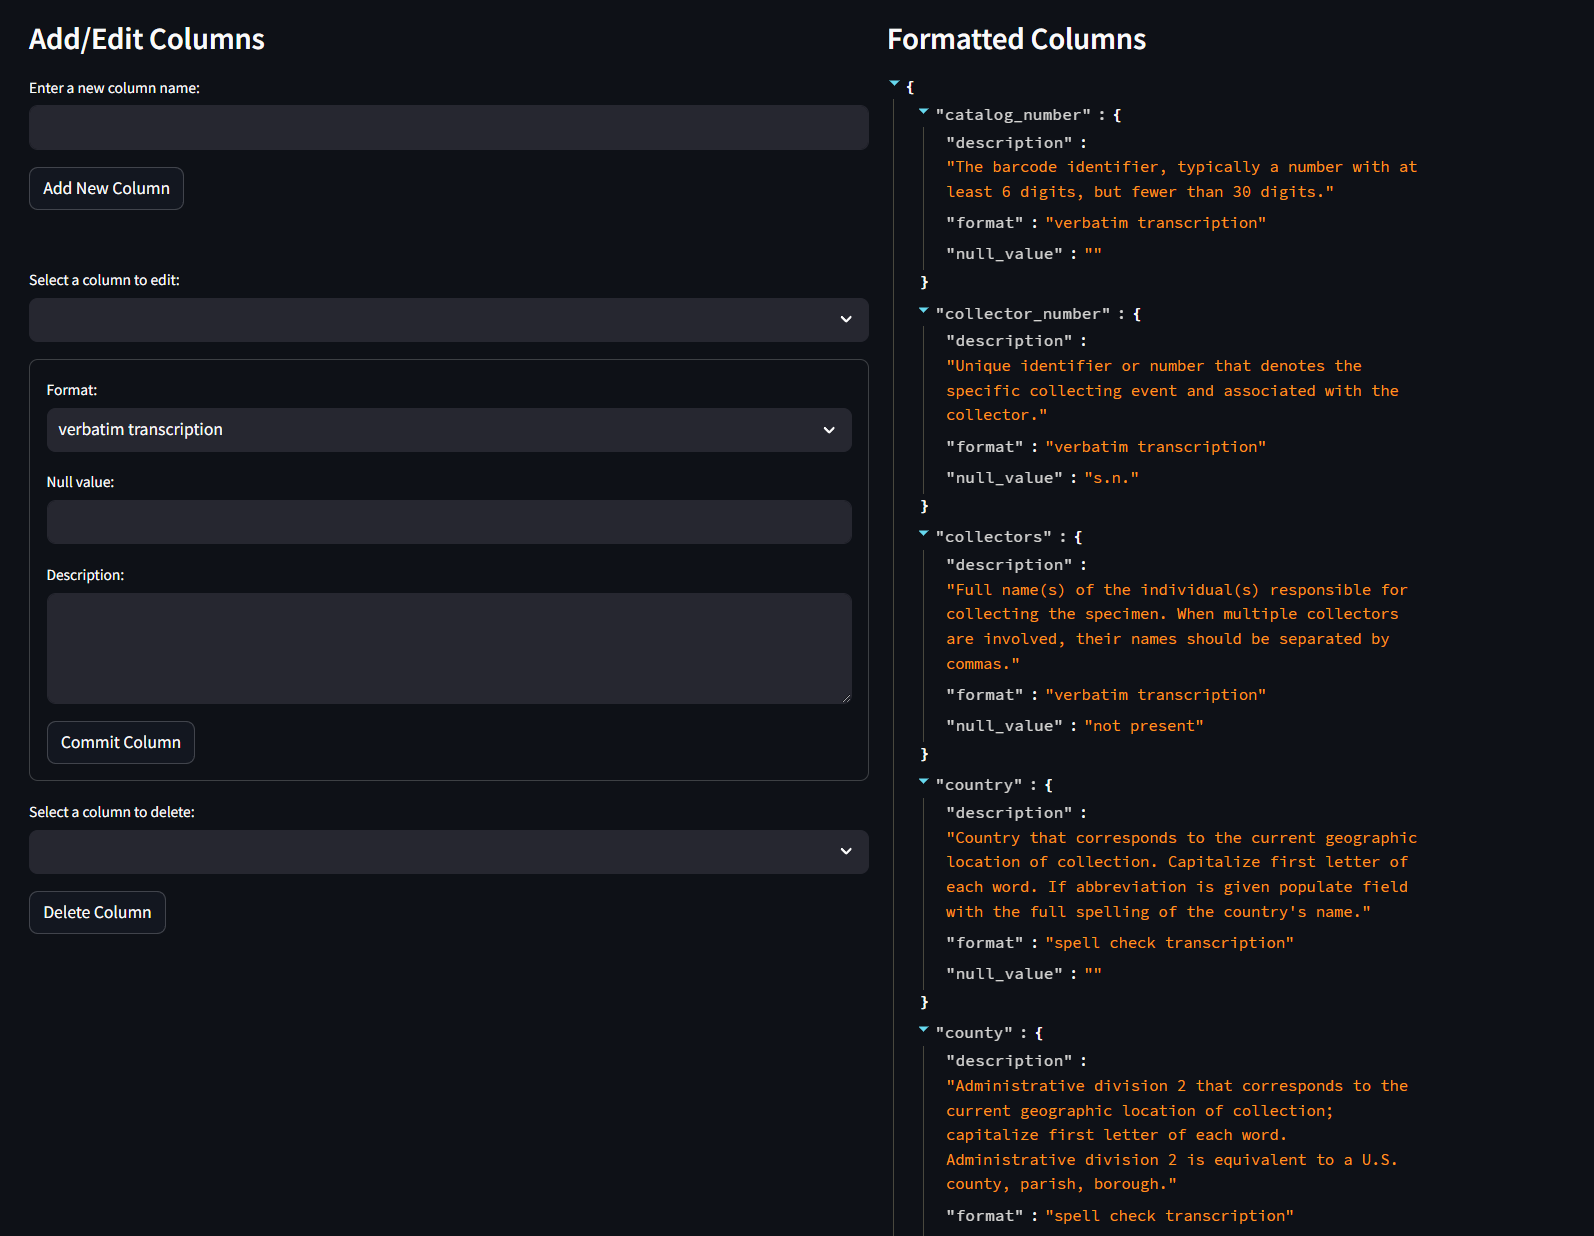 Add/Edit Columns
Enter a new column name:
Add New Column
Select a column to edit:
Format:
verbatim transcription
Null value:
Description:
Commit Column
Select a column to delete:
Delete Column
Formatted Columns
{
"catalog_number" : {
"description" :
"The barcode identifier, typically a number with at
least 6 digits, but fewer than 30 digits."
"format" : "verbatim transcription"
"null_value" : ""
}
"collector_number" : {
"description" :
"Unique identifier or number that denotes the
specific collecting event and associated with the
collector."
"format" : "verbatim transcription"
"null_value" : "s.n."
}
"collectors" : {
"description" :
"Full name(s) of the individual(s) responsible for
collecting the specimen. When multiple collectors
are involved, their names should be separated by
commas."
"format" : "verbatim transcription"
"null_value" : "not present"
}
"country" : {
"description" :
"Country that corresponds to the current geographic
location of collection. Capitalize first letter of
each word. If abbreviation is given populate field
with the full spelling of the country's name."
"format" : "spell check transcription"
"null_value" : ""
}
"county" : {
"description" :
"Administrative division 2 that corresponds to the
current geographic location of collection;
capitalize first letter of each word.
Administrative division 2 is equivalent to a U.S.
county, parish, borough."
"format" : "spell check transcription"